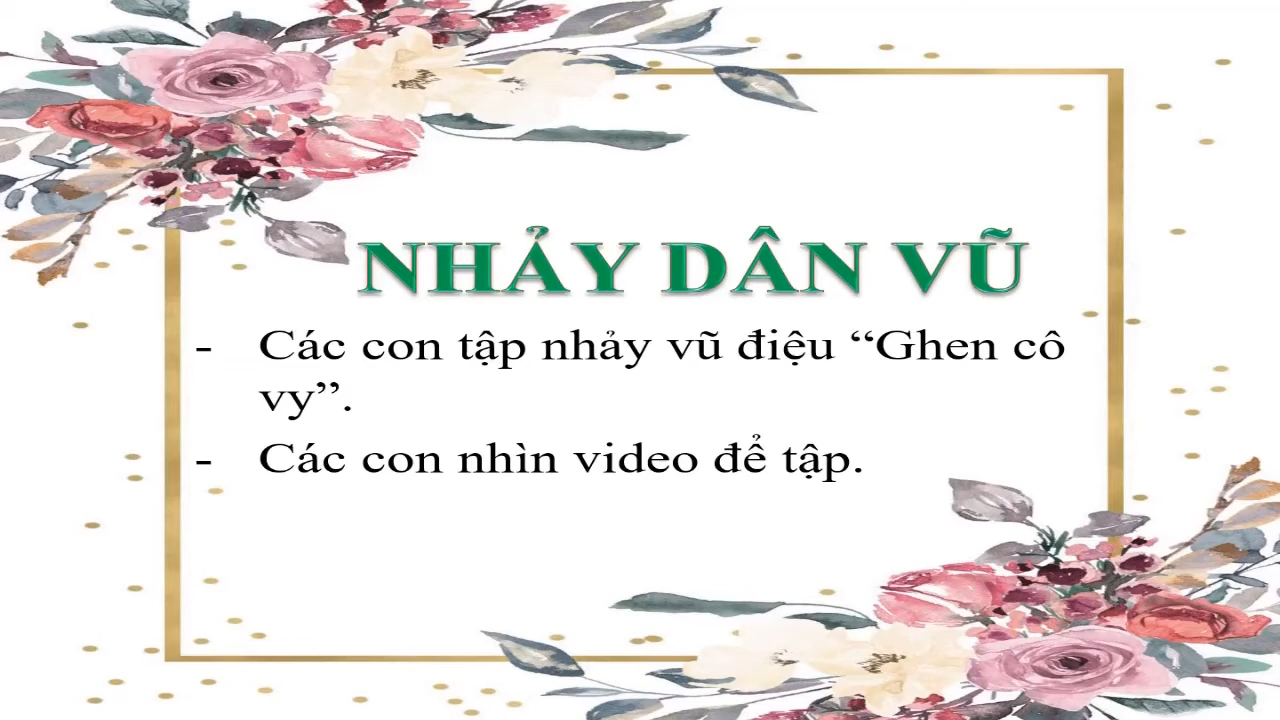 NHẢY DÂN VŨ
- Các con tập nhảy vũ điệu “Ghen cô
vy”.
- Các con nhìn video để tập.